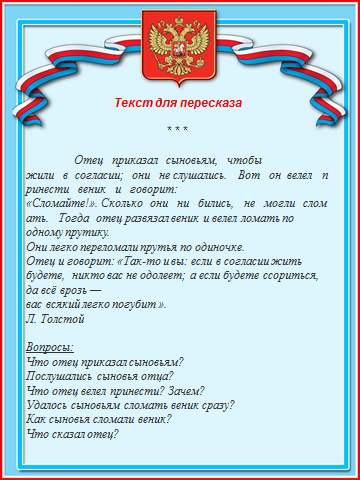 Текст для пересказа
* * *
Отец приказал сыновьям, чтобы
жили в согласии; они не слушались. Вот он велел п
ринести веник и говорит:
«Сломайте!». Сколько они ни бились, не могли слом
ать. Тогда отец развязал веник и велел ломать по
одному прутику.
Они легко переломали прутья по одиночке.
Отец и говорит: «Так-то и вы: если в согласии жить
будете, никто вас не одолеет; а если будете ссориться,
да всё врозь —
вас всякий легко погубит».
Л. Толстой
Вопросы:
Что отец приказал сыновьям?
Послушались сыновья отца?
Что отец велел принести? Зачем?
Удалось сыновьям сломать веник сразу?
Как сыновья сломали веник?
Что сказал отец?